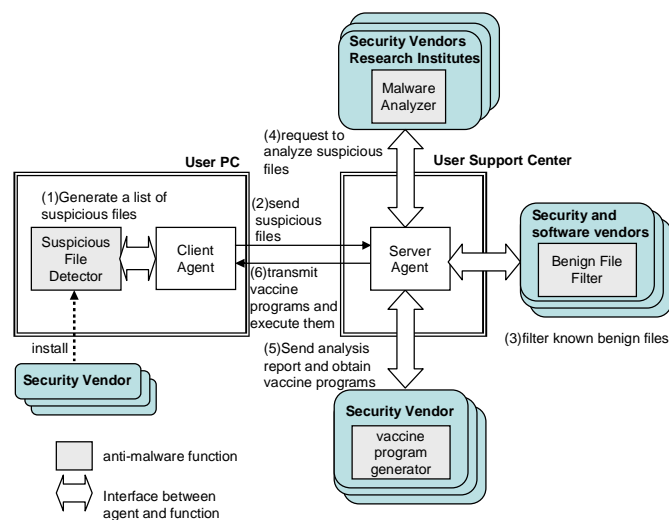 Security Vendors
Research Institutes
Malware
Analyzer
(4)request to
analyze suspicious
files
User PC
User Support Center
(1)Generate a list of
suspicious files
(2)send
suspicious
files
Suspicious
File
Detector
Client
Agent
Server
Agent
Security and
software vendors
Benign File
Filter
(6)transmit
vaccine
programs and
execute them
(3)filter known benign files
install
(5)Send analysis
report and obtain
vaccine programs
Security Vendor
Security Vendor
vaccine
program
generator
anti-malware function
Interface between
agent and function